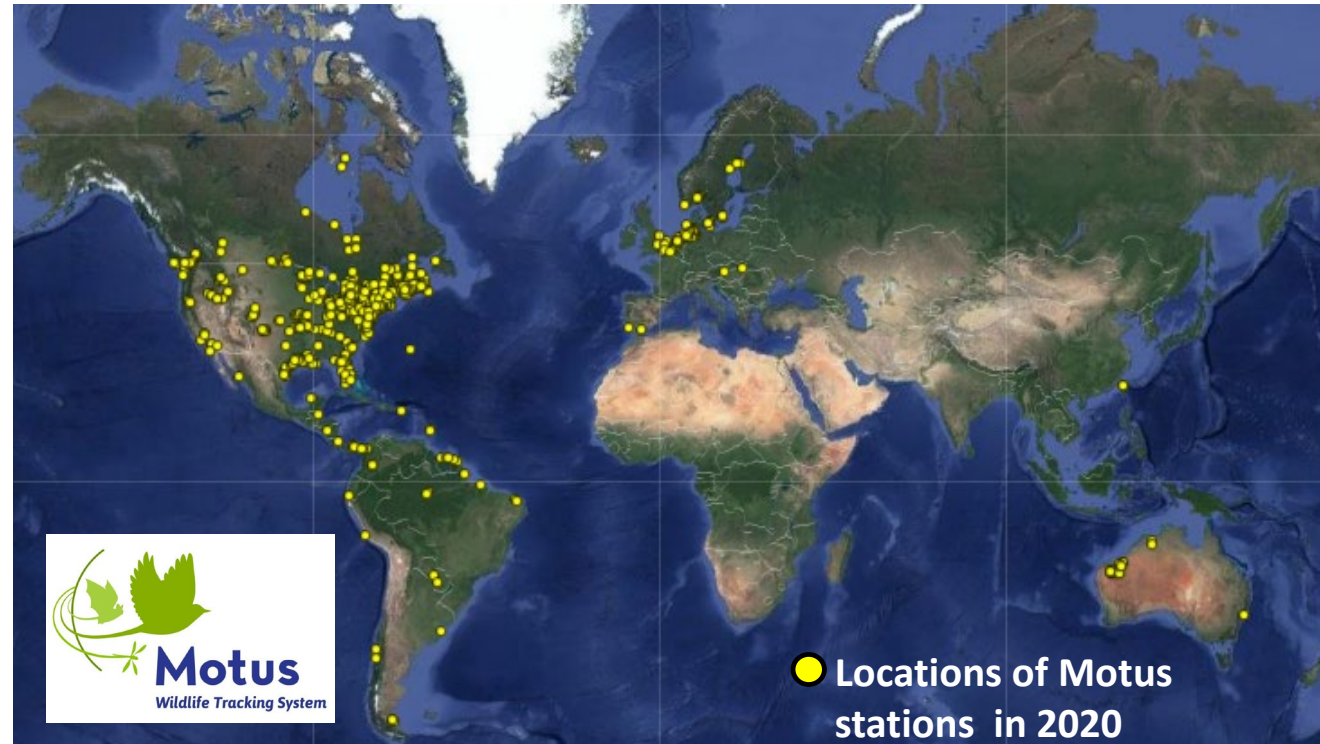 Motus
Wildlife Tracking System
Locations of Motus
stations in 2020